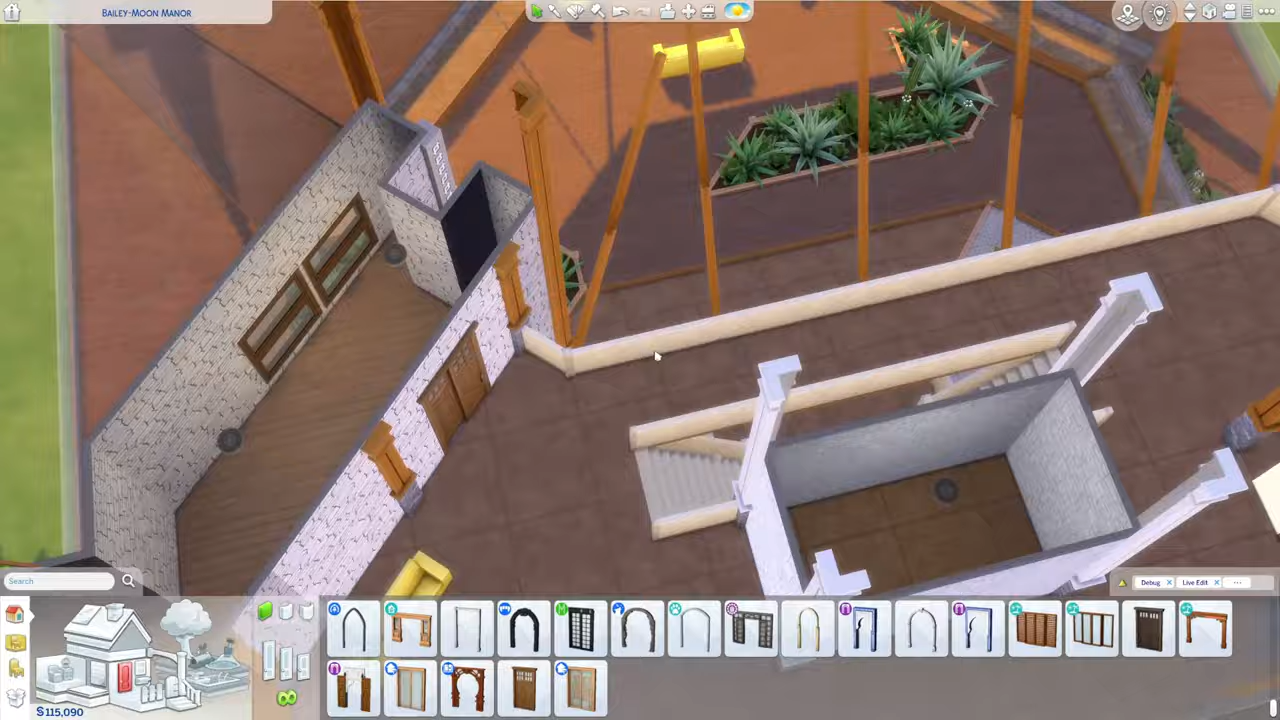 BAILEY-MOON MANOR
Search
Debug
Live Edit
...
§115,090